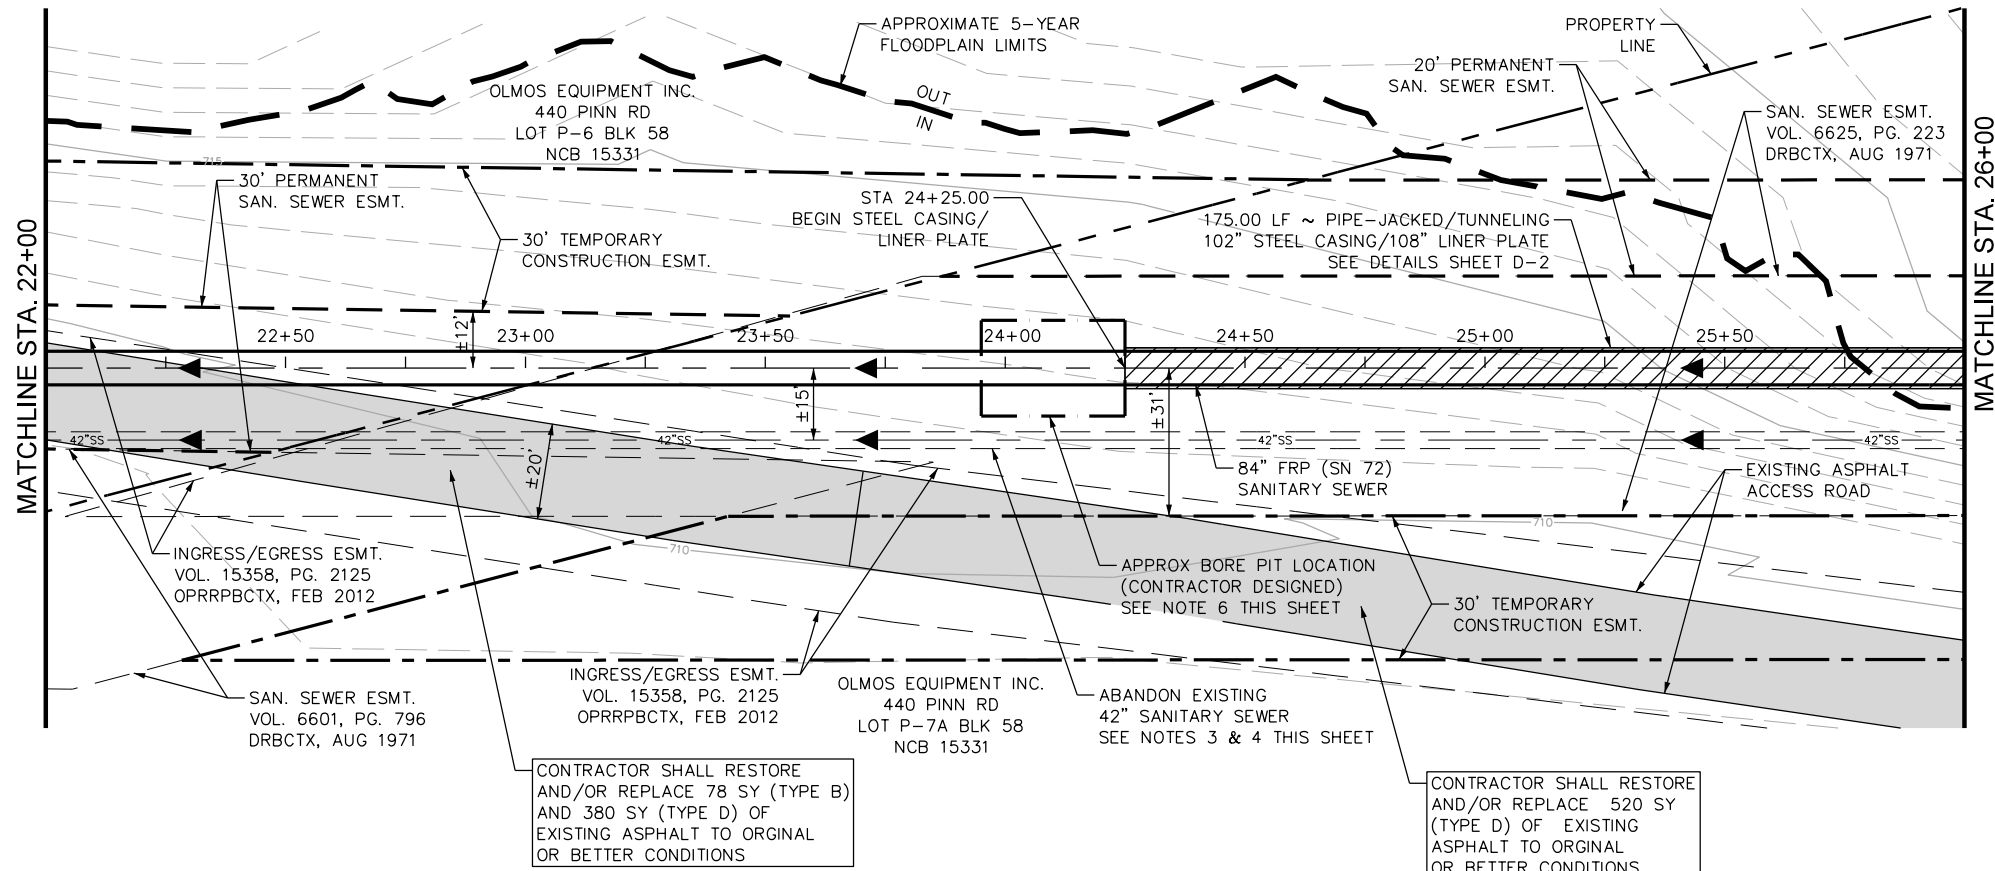 APPROXIMATE 5-YEAR
FLOODPLAIN LIMITS
PROPERTY
LINE
20' PERMANENT
SAN. SEWER ESMT.
SAN. SEWER ESMT.
VOL. 6625, PG. 223
DRBCTX, AUG 1971
OLMOS EQUIPMENT INC.
440 PINN RD
LOT P-6 BLK 58
NCB 15331
OUT
IN
715
30' PERMANENT
SAN. SEWER ESMT.
30' TEMPORARY
CONSTRUCTION ESMT.
STA 24+25.00
BEGIN STEEL CASING/
LINER PLATE
175.00 LF ~ PIPE-JACKED/TUNNELING
102" STEEL CASING/108" LINER PLATE
SEE DETAILS SHEET D-2
MATCHLINE STA. 22+00
MATCHLINE STA. 26+00
22+50
23+00
23+50
24+00
24+50
25+00
25+50
±12'
±15'
±31'
±20'
42"SS
42"SS
42"SS
42"SS
84" FRP (SN 72)
SANITARY SEWER
EXISTING ASPHALT
ACCESS ROAD
710
710
INGRESS/EGRESS ESMT.
VOL. 15358, PG. 2125
OPRRPBCTX, FEB 2012
APPROX BORE PIT LOCATION
(CONTRACTOR DESIGNED)
SEE NOTE 6 THIS SHEET
30' TEMPORARY
CONSTRUCTION ESMT.
SAN. SEWER ESMT.
VOL. 6601, PG. 796
DRBCTX, AUG 1971
INGRESS/EGRESS ESMT.
VOL. 15358, PG. 2125
OPRRPBCTX, FEB 2012
OLMOS EQUIPMENT INC.
440 PINN RD
LOT P-7A BLK 58
NCB 15331
ABANDON EXISTING
42" SANITARY SEWER
SEE NOTES 3 & 4 THIS SHEET
CONTRACTOR SHALL RESTORE
AND/OR REPLACE 78 SY (TYPE B)
AND 380 SY (TYPE D) OF
EXISTING ASPHALT TO ORGINAL
OR BETTER CONDITIONS
CONTRACTOR SHALL RESTORE
AND/OR REPLACE 520 SY
(TYPE D) OF EXISTING
ASPHALT TO ORGINAL
OR BETTER CONDITIONS